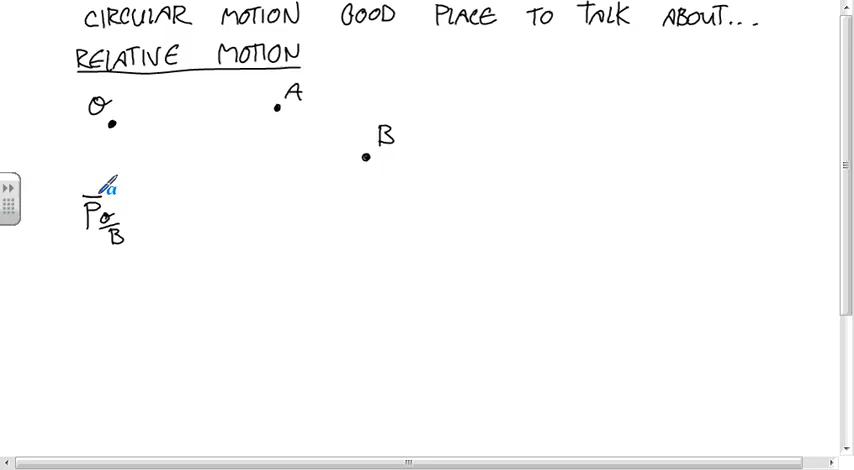 CIRCULAR MOTION GOOD PLACE TO TALK ABOUT...
RELATIVE MOTION
O
A
B
P O/B